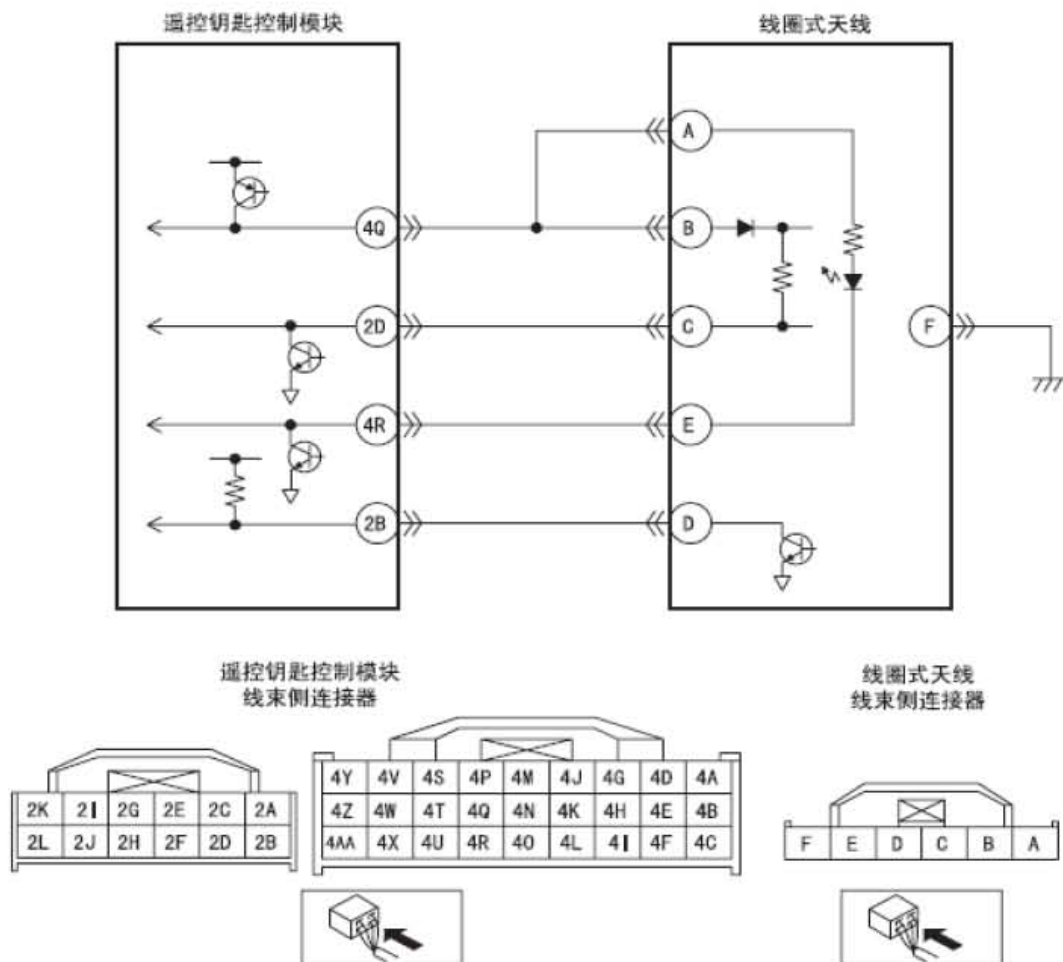 遥控钥匙控制模块 线圈式天线
A
4Q B
2D C F
4R E
2B D
遥控钥匙控制模块
线束侧连接器
线圈式天线
线束侧连接器
2K 2I 2G 2E 2C 2A
2L 2J 2H 2F 2D 2B
4Y 4V 4S 4P 4M 4J 4G 4D 4A
4Z 4W 4T 4Q 4N 4K 4H 4E 4B
4AA 4X 4U 4R 4O 4L 4I 4F 4C
F E D C B A